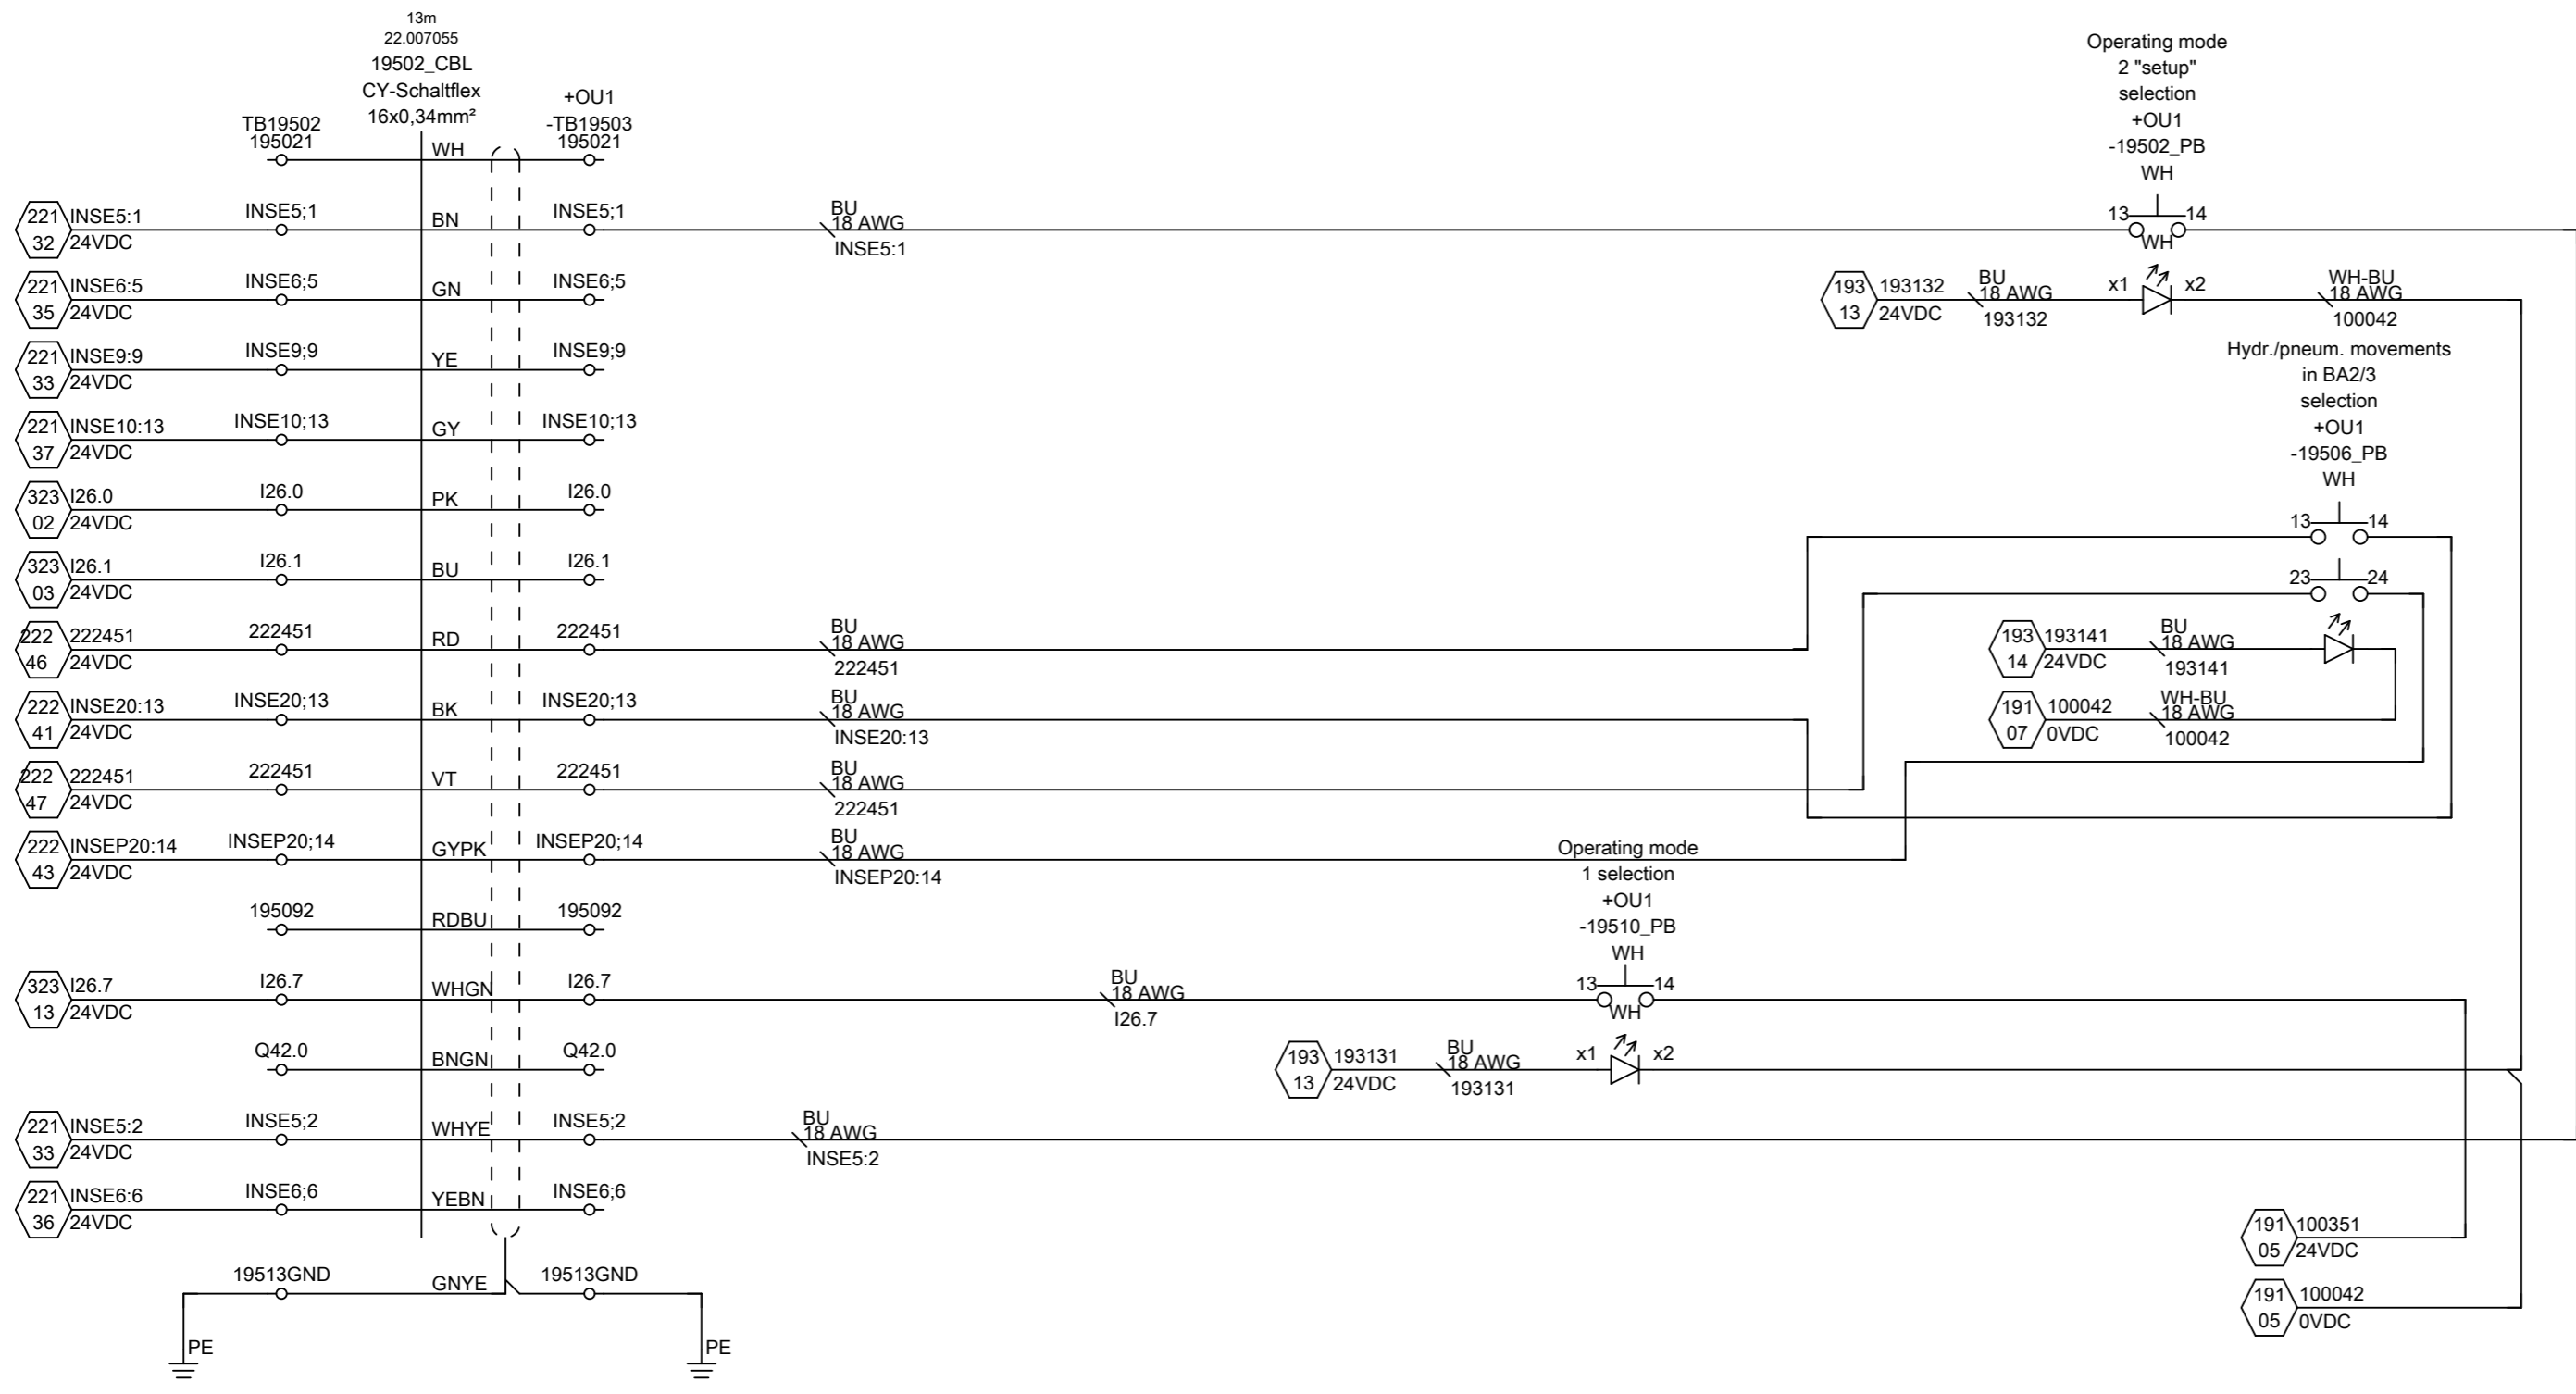 13m
22.007055
19502_CBL
CY-Schaltflex
16x0,34mm²
TB19502
195021
WH
+OU1
-TB19503
195021
Operating mode
2 "setup"
selection
+OU1
-19502_PB
WH
221
32
INSE5:1
24VDC
INSE5;1
BN
INSE5;1
BU
18 AWG
INSE5:1
13
14
WH
221
35
INSE6:5
24VDC
INSE6;5
GN
INSE6;5
193
13
193132
24VDC
BU
18 AWG
193132
x1
x2
WH-BU
18 AWG
100042
221
33
INSE9:9
24VDC
INSE9;9
YE
INSE9;9
Hydr./pneum. movements
in BA2/3
selection
+OU1
-19506_PB
WH
221
37
INSE10:13
24VDC
INSE10;13
GY
INSE10;13
323
02
I26.0
24VDC
I26.0
PK
I26.0
13
14
323
03
I26.1
24VDC
I26.1
BU
I26.1
23
24
222
46
222451
24VDC
222451
RD
222451
BU
18 AWG
222451
193
14
193141
24VDC
BU
18 AWG
193141
222
41
INSE20:13
24VDC
INSE20;13
BK
INSE20;13
BU
18 AWG
INSE20:13
191
07
100042
0VDC
WH-BU
18 AWG
100042
222
47
222451
24VDC
222451
VT
222451
BU
18 AWG
222451
222
43
INSEP20:14
24VDC
INSEP20;14
GYPK
INSEP20;14
BU
18 AWG
INSEP20:14
Operating mode
1 selection
+OU1
-19510_PB
WH
195092
RDBU
195092
323
13
I26.7
24VDC
I26.7
WHGN
I26.7
BU
18 AWG
I26.7
13
14
WH
Q42.0
BNGN
Q42.0
193
13
193131
24VDC
BU
18 AWG
193131
x1
x2
221
33
INSE5:2
24VDC
INSE5;2
WHYE
INSE5;2
BU
18 AWG
INSE5:2
221
36
INSE6:6
24VDC
INSE6;6
YEBN
INSE6;6
191
05
100351
24VDC
19513GND
GNYE
19513GND
191
05
100042
0VDC
PE
PE